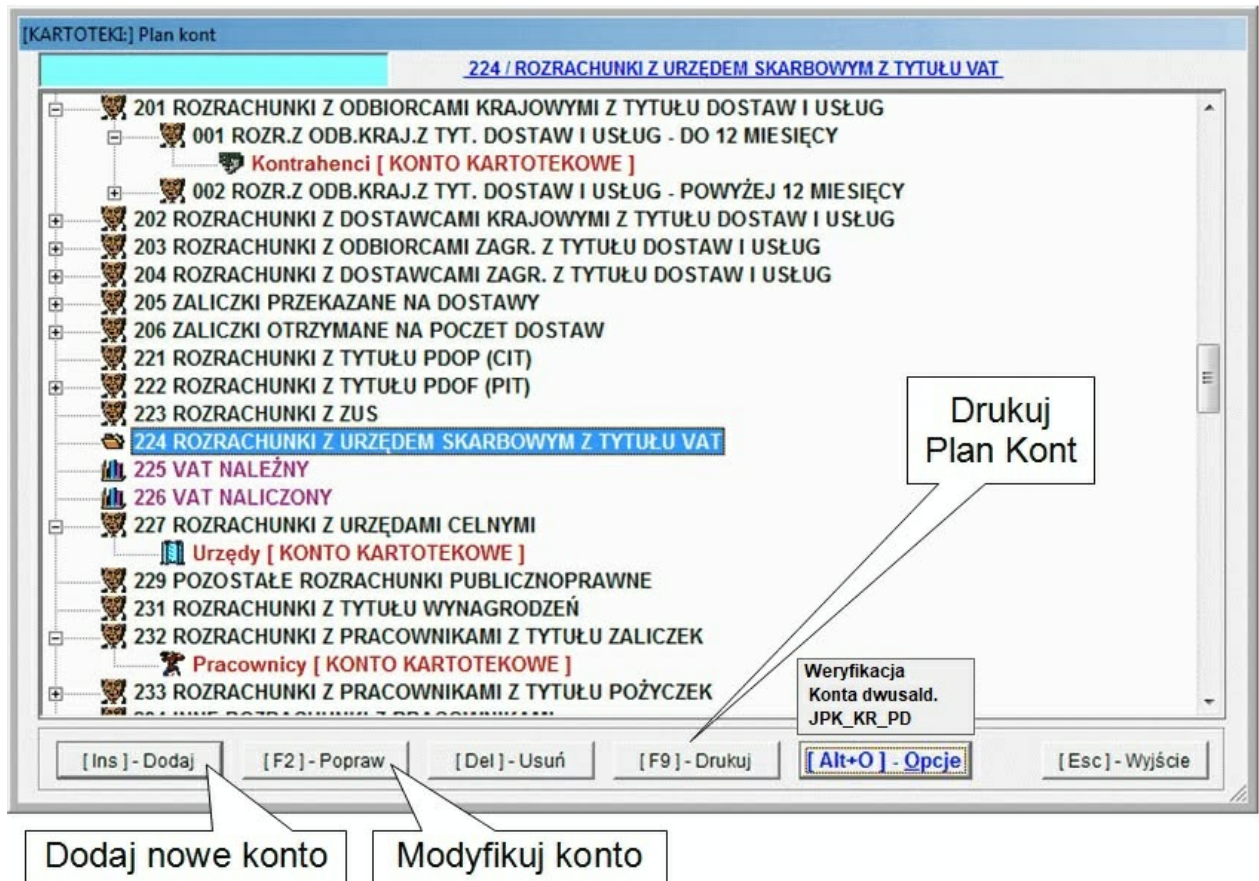 [KARTOTEKI:] Plan kont
224 / ROZRACHUNKI Z URZĘDEM SKARBOWYM Z TYTUŁU VAT
201 ROZRACHUNKI Z ODBIORCAMI KRAJOWYMI Z TYTUŁU DOSTAW I USŁUG
001 ROZR.Z ODB.KRAJ.Z TYT. DOSTAW I USŁUG - DO 12 MIESIĘCY
Kontrahenci [ KONTO KARTOTEKOWE ]
002 ROZR.Z ODB.KRAJ.Z TYT. DOSTAW I USŁUG - POWYŻEJ 12 MIESIĘCY
202 ROZRACHUNKI Z DOSTAWCAMI KRAJOWYMI Z TYTUŁU DOSTAW I USŁUG
203 ROZRACHUNKI Z ODBIORCAMI ZAGR. Z TYTUŁU DOSTAW I USŁUG
204 ROZRACHUNKI Z DOSTAWCAMI ZAGR. Z TYTUŁU DOSTAW I USŁUG
205 ZALICZKI PRZEKAZANE NA DOSTAWY
206 ZALICZKI OTRZYMANE NA POCZET DOSTAW
221 ROZRACHUNKI Z TYTUŁU PDOP (CIT)
222 ROZRACHUNKI Z TYTUŁU PDOF (PIT)
223 ROZRACHUNKI Z ZUS
224 ROZRACHUNKI Z URZĘDEM SKARBOWYM Z TYTUŁU VAT
225 VAT NALEŻNY
226 VAT NALICZONY
227 ROZRACHUNKI Z URZĘDAMI CELNYMI
Urzędy [ KONTO KARTOTEKOWE ]
229 POZOSTAŁE ROZRACHUNKI PUBLICZNOPRAWNE
231 ROZRACHUNKI Z TYTUŁU WYNAGRODZEŃ
232 ROZRACHUNKI Z PRACOWNIKAMI Z TYTUŁU ZALICZEK
Pracownicy [ KONTO KARTOTEKOWE ]
233 ROZRACHUNKI Z PRACOWNIKAMI Z TYTUŁU POŻYCZEK
Drukuj
Plan Kont
Weryfikacja
Konta dwusald.
JPK_KR_PD
[ Ins ] - Dodaj
[ F2 ] - Popraw
[ Del ] - Usuń
[ F9 ] - Drukuj
[ Alt+O ] - Opcje
[ Esc ] - Wyjście
Dodaj nowe konto
Modyfikuj konto